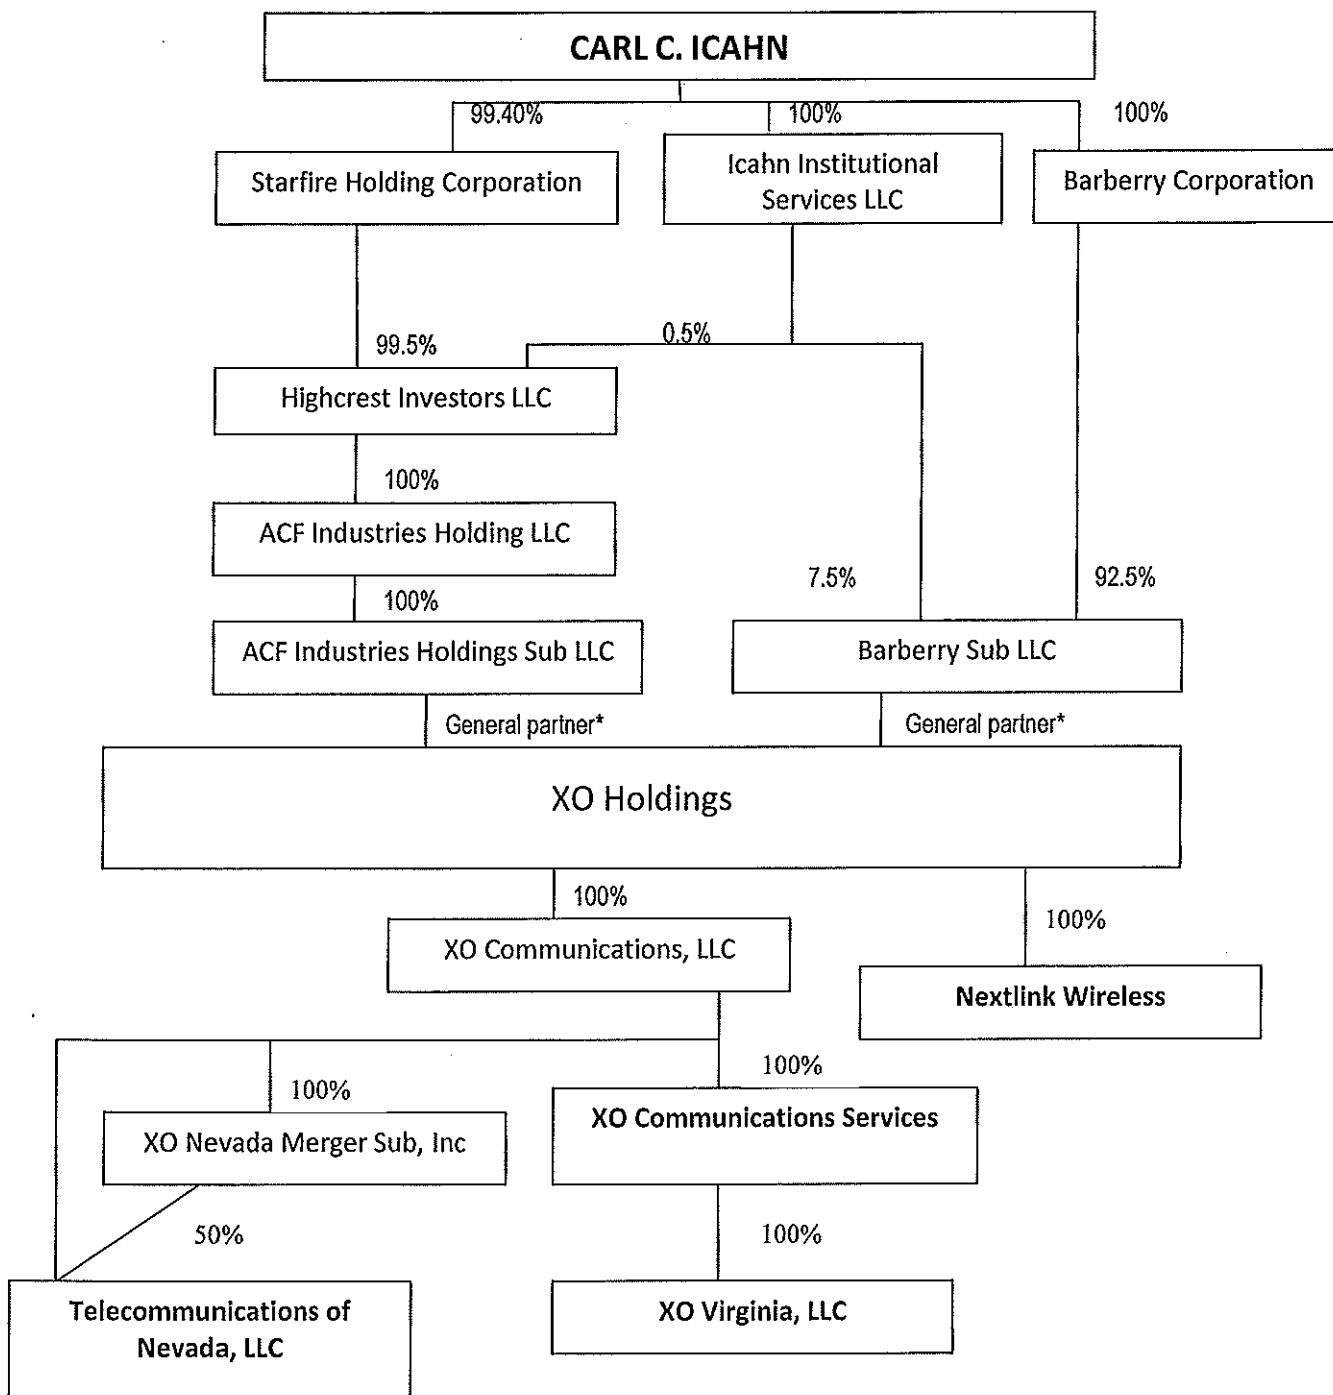 CARL C. ICAHN
99.40%
100%
100%
Starfire Holding Corporation
Icahn Institutional
Services LLC
Barberry Corporation
99.5%
0.5%
Highcrest Investors LLC
100%
ACF Industries Holding LLC
7.5%
92.5%
100%
ACF Industries Holdings Sub LLC
Barberry Sub LLC
General partner*
General partner*
XO Holdings
100%
100%
XO Communications, LLC
Nextlink Wireless
100%
100%
XO Nevada Merger Sub, Inc
XO Communications Services
50%
100%
Telecommunications of
Nevada, LLC
XO Virginia, LLC